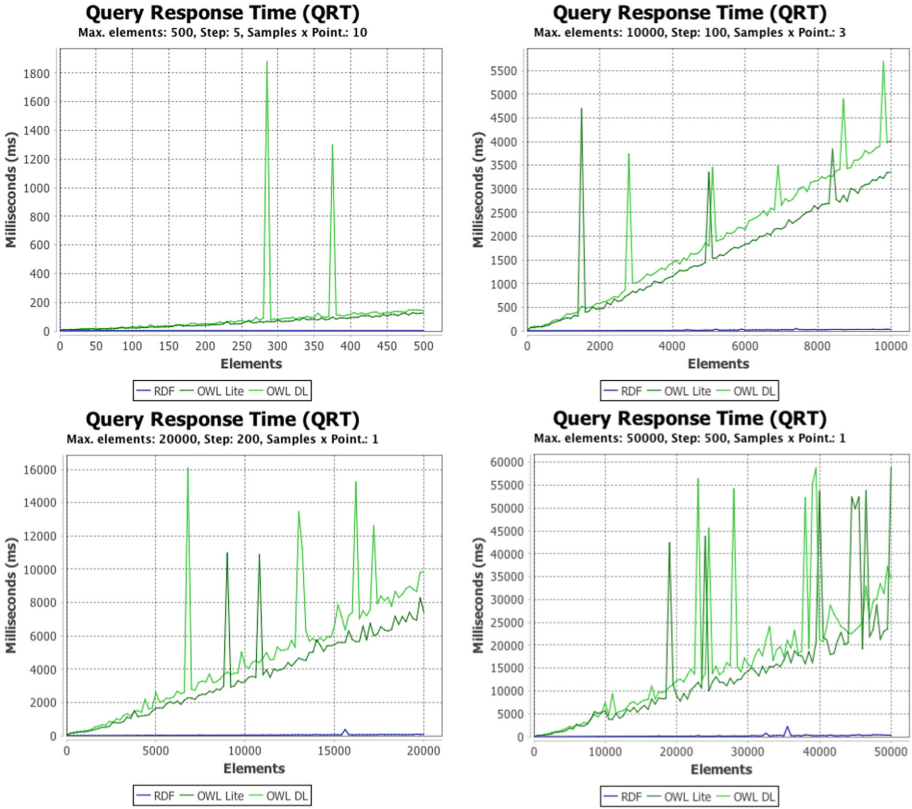 Query Response Time (QRT)
Max. elements: 500, Step: 5, Samples x Point.: 10
Milliseconds (ms)
1800
1600
1400
1200
1000
800
600
400
200
0
0 50 100 150 200 250 300 350 400 450 500
Elements
RDF OWL Lite OWL DL
Query Response Time (QRT)
Max. elements: 10000, Step: 100, Samples x Point.: 3
Milliseconds (ms)
5500
5000
4500
4000
3500
3000
2500
2000
1500
1000
500
0
0 2000 4000 6000 8000 10000
Elements
RDF OWL Lite OWL DL
Query Response Time (QRT)
Max. elements: 20000, Step: 200, Samples x Point.: 1
Milliseconds (ms)
16000
14000
12000
10000
8000
6000
4000
2000
0
0 5000 10000 15000 20000
Elements
RDF OWL Lite OWL DL
Query Response Time (QRT)
Max. elements: 50000, Step: 500, Samples x Point.: 1
Milliseconds (ms)
60000
55000
50000
45000
40000
35000
30000
25000
20000
15000
10000
5000
0
0 10000 20000 30000 40000 50000
Elements
RDF OWL Lite OWL DL